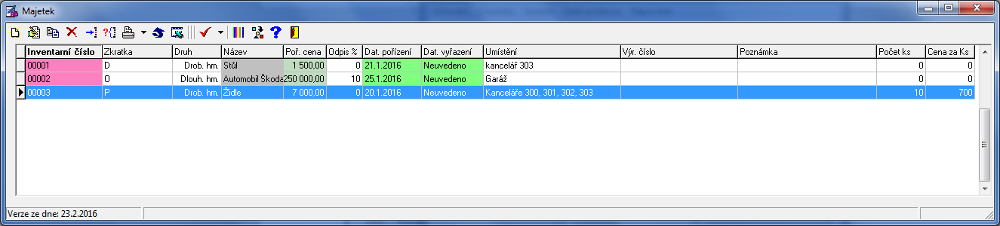 Majetek
Inventarní číslo Zkratka Druh Název Poř. cena Odpis % Dat. pořízení Dat. vyřazení Umístění Výr. číslo Poznámka Počet ks Cena za Ks
00001 D Drob. hm. Stůl 1 500,00 0 21.1.2016 Neuvedeno kancelář 303 0 0
00002 O Dlouh. hm. Automobil Škoda 250 000,00 10 25.1.2016 Neuvedeno Garáž 0 0
00003 P Drob. hm. Židle 7 000,00 0 20.1.2016 Neuvedeno Kanceláře 300, 301, 302, 303 10 700
Verze ze dne: 23.2.2016